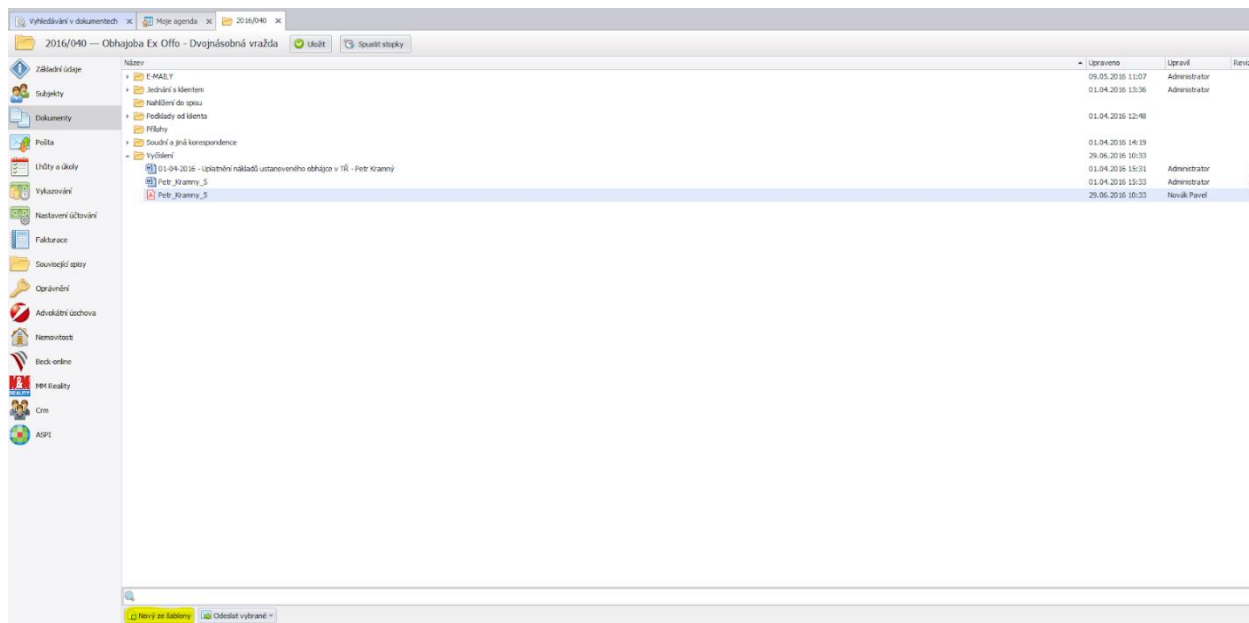 Vyhledávání v dokumentech
Moje agenda
2016/040
2016/040 — Obhajoba Ex Offo - Dvojnásobná vražda
Uložit
Spustit stopky
Základní údaje
Subjekty
Dokumenty
Pošta
Lhůty a úkoly
Vykazování
Nastavení účtování
Fakturace
Související spisy
Oprávnění
Advokátní úschova
Nemovitosti
Beck-online
MM Reality
Crm
ASPI
Název Upraveno Upravil Reviz
E-MAILY 09.05.2016 11:07 Administrator
Jednání s klientem 01.04.2016 13:36 Administrator
Nahlížení do spisu
Podklady od klienta 01.04.2016 12:48
Přílohy
Soudní a jiná korespondence 01.04.2016 14:19
Vyčíslení 29.06.2016 10:33
01-04-2016 - Uplatnění nákladů ustanoveného obhájce v TŘ - Petr Kramný 01.04.2016 15:31 Administrator
Petr_Kramny_5 01.04.2016 15:33 Administrator
Petr_Kramny_5 29.06.2016 10:33 Novák Pavel
Nový ze šablony
Odeslat vybrané